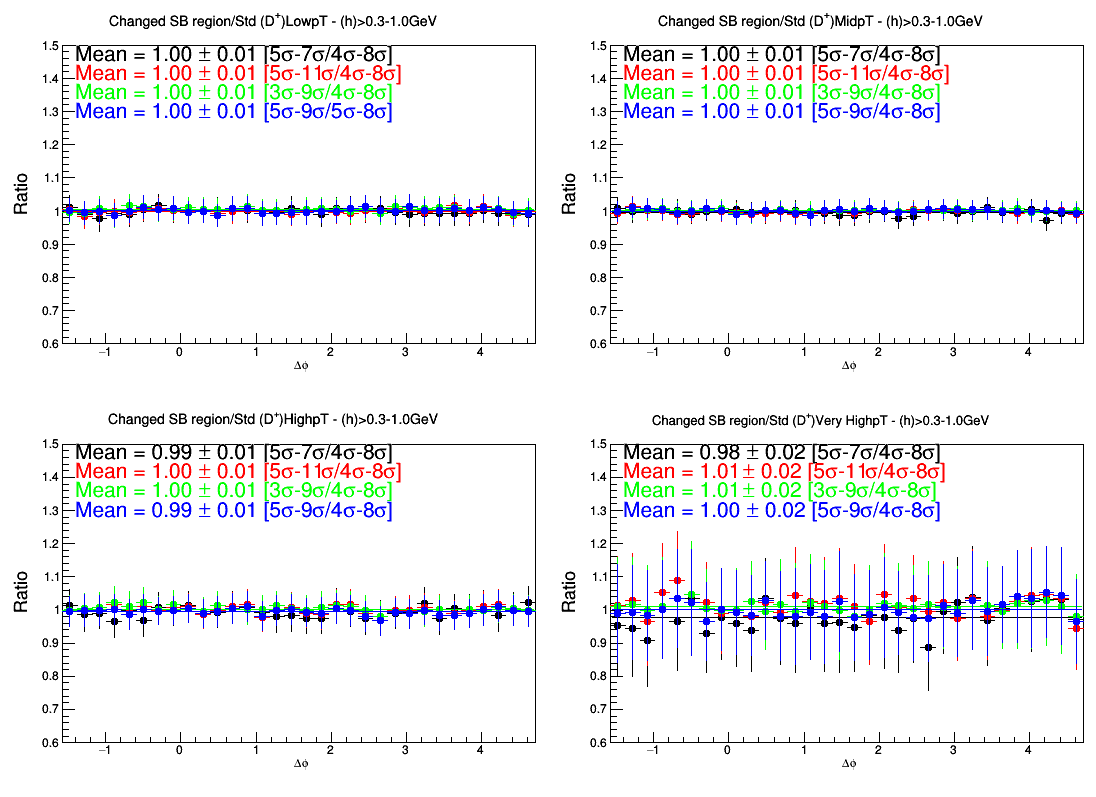 Changed SB region/Std (D⁺)LowpT - (h)>0.3-1.0GeV
Mean = 1.00 ± 0.01 [5σ-7σ/4σ-8σ]
Mean = 1.00 ± 0.01 [5σ-11σ/4σ-8σ]
Mean = 1.00 ± 0.01 [3σ-9σ/4σ-8σ]
Mean = 1.00 ± 0.01 [5σ-9σ/5σ-8σ]
Ratio
1.5
1.4
1.3
1.2
1.1
1
0.9
0.8
0.7
0.6
−1 0 1 2 3 4
Δϕ
Changed SB region/Std (D⁺)MidpT - (h)>0.3-1.0GeV
Mean = 1.00 ± 0.01 [5σ-7σ/4σ-8σ]
Mean = 1.00 ± 0.01 [5σ-11σ/4σ-8σ]
Mean = 1.00 ± 0.01 [3σ-9σ/4σ-8σ]
Mean = 1.00 ± 0.01 [5σ-9σ/4σ-8σ]
Ratio
1.5
1.4
1.3
1.2
1.1
1
0.9
0.8
0.7
0.6
−1 0 1 2 3 4
Δϕ
Changed SB region/Std (D⁺)HighpT - (h)>0.3-1.0GeV
Mean = 0.99 ± 0.01 [5σ-7σ/4σ-8σ]
Mean = 1.00 ± 0.01 [5σ-11σ/4σ-8σ]
Mean = 1.00 ± 0.01 [3σ-9σ/4σ-8σ]
Mean = 0.99 ± 0.01 [5σ-9σ/4σ-8σ]
Ratio
1.5
1.4
1.3
1.2
1.1
1
0.9
0.8
0.7
0.6
−1 0 1 2 3 4
Δϕ
Changed SB region/Std (D⁺)Very HighpT - (h)>0.3-1.0GeV
Mean = 0.98 ± 0.02 [5σ-7σ/4σ-8σ]
Mean = 1.01 ± 0.02 [5σ-11σ/4σ-8σ]
Mean = 1.01 ± 0.02 [3σ-9σ/4σ-8σ]
Mean = 1.00 ± 0.02 [5σ-9σ/4σ-8σ]
Ratio
1.5
1.4
1.3
1.2
1.1
1
0.9
0.8
0.7
0.6
−1 0 1 2 3 4
Δϕ